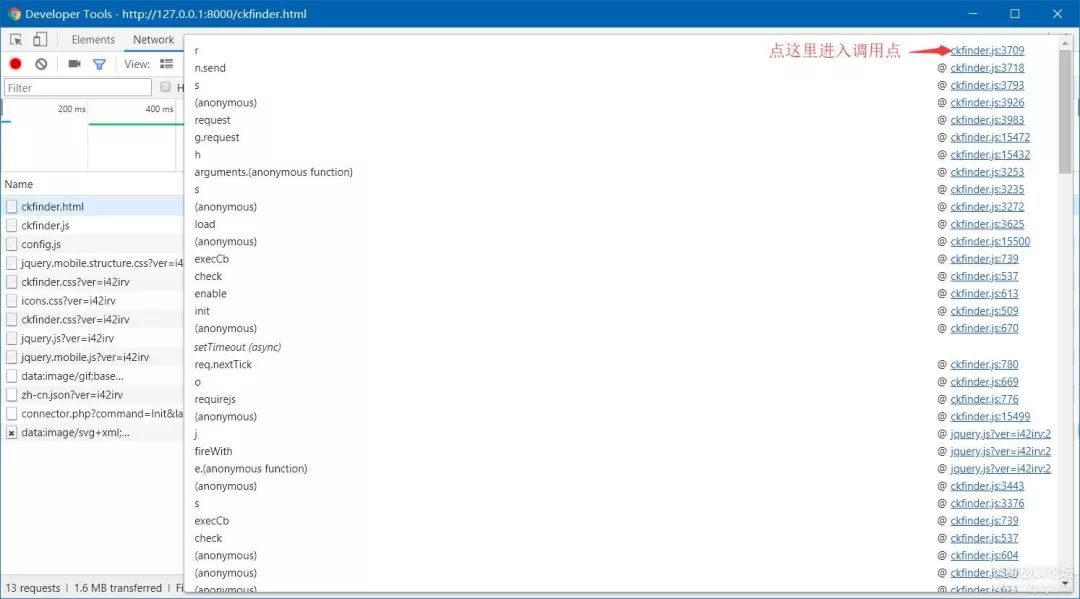 Developer Tools - http://127.0.0.1:8000/ckfinder.html
Elements Network
View:
Filter
200 ms 400 ms
Name
ckfinder.html
ckfinder.js
config.js
jquery.mobile.structure.css?ver=i4
ckfinder.css?ver=i42irv
icons.css?ver=i42irv
ckfinder.css?ver=i42irv
jquery.js?ver=i42irv
jquery.mobile.js?ver=i42irv
data:image/gif;base...
zh-cn.json?ver=i42irv
connector.php?command=Init&la
data:image/svg+xml;...
13 requests | 1.6 MB transferred | Fi
点这里进入调用点
r ckfinder.js:3709
n.send @ ckfinder.js:3718
s @ ckfinder.js:3793
(anonymous) @ ckfinder.js:3926
request @ ckfinder.js:3983
g.request @ ckfinder.js:15472
h @ ckfinder.js:15432
arguments.(anonymous function) @ ckfinder.js:3253
s @ ckfinder.js:3235
(anonymous) @ ckfinder.js:3272
load @ ckfinder.js:3625
(anonymous) @ ckfinder.js:15500
execCb @ ckfinder.js:739
check @ ckfinder.js:537
enable @ ckfinder.js:613
init @ ckfinder.js:509
(anonymous) @ ckfinder.js:670
setTimeout (async)
req.nextTick @ ckfinder.js:780
o @ ckfinder.js:669
requirejs @ ckfinder.js:776
(anonymous) @ ckfinder.js:15499
j @ jquery.js?ver=i42irv:2
fireWith @ jquery.js?ver=i42irv:2
e.(anonymous function) @ jquery.js?ver=i42irv:2
(anonymous) @ ckfinder.js:3443
s @ ckfinder.js:3376
execCb @ ckfinder.js:739
check @ ckfinder.js:537
(anonymous) @ ckfinder.js:604
(anonymous) @
(anonymous) @